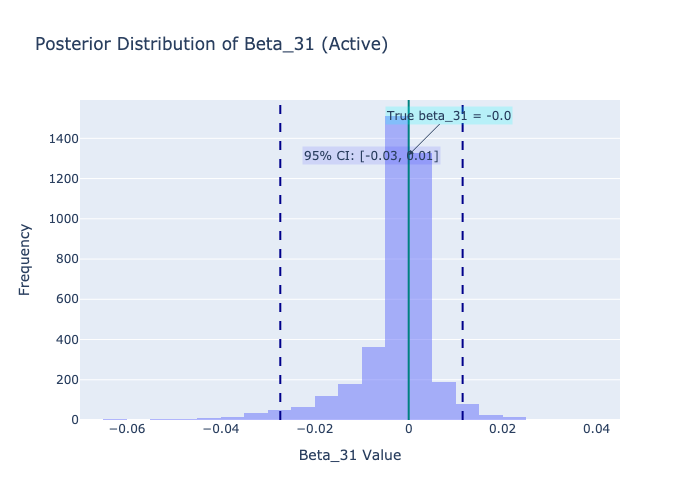 Posterior Distribution of Beta_31 (Active)
True beta_31 = -0.0
95% CI: [-0.03, 0.01]
1400
1200
1000
800
600
400
200
0
Frequency
−0.06
−0.04
−0.02
0
0.02
0.04
Beta_31 Value